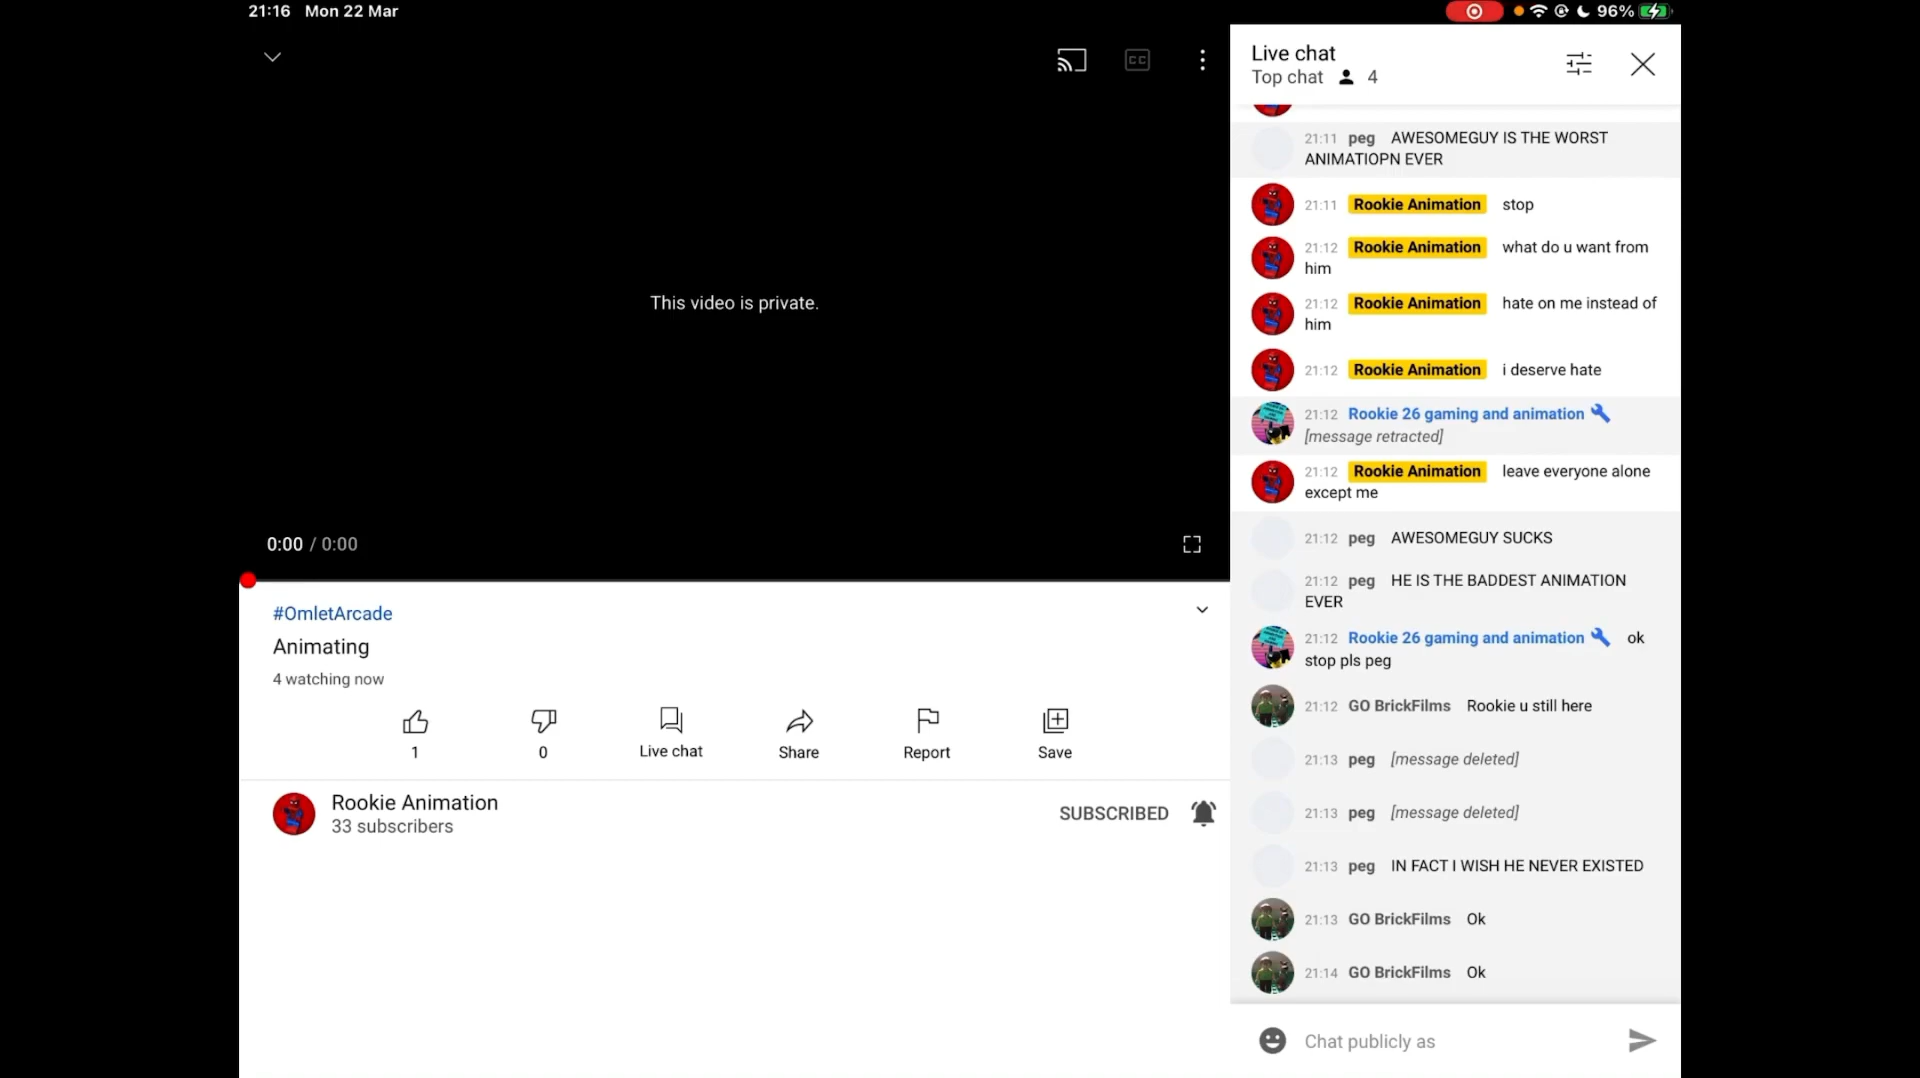 21:16 Mon 22 Mar
96%
This video is private.
0:00 / 0:00
#OmletArcade
Animating
4 watching now
1
0
Live chat
Share
Report
Save
Rookie Animation
33 subscribers
SUBSCRIBED
Live chat
Top chat 4
21:11 peg AWESOMEGUY IS THE WORST
ANIMATIOPN EVER
21:11 Rookie Animation stop
21:12 Rookie Animation what do u want from
him
21:12 Rookie Animation hate on me instead of
him
21:12 Rookie Animation i deserve hate
21:12 Rookie 26 gaming and animation
[message retracted]
21:12 Rookie Animation leave everyone alone
except me
21:12 peg AWESOMEGUY SUCKS
21:12 peg HE IS THE BADDEST ANIMATION
EVER
21:12 Rookie 26 gaming and animation ok
stop pls peg
21:12 GO BrickFilms Rookie u still here
21:13 peg [message deleted]
21:13 peg [message deleted]
21:13 peg IN FACT I WISH HE NEVER EXISTED
21:13 GO BrickFilms Ok
21:14 GO BrickFilms Ok
Chat publicly as